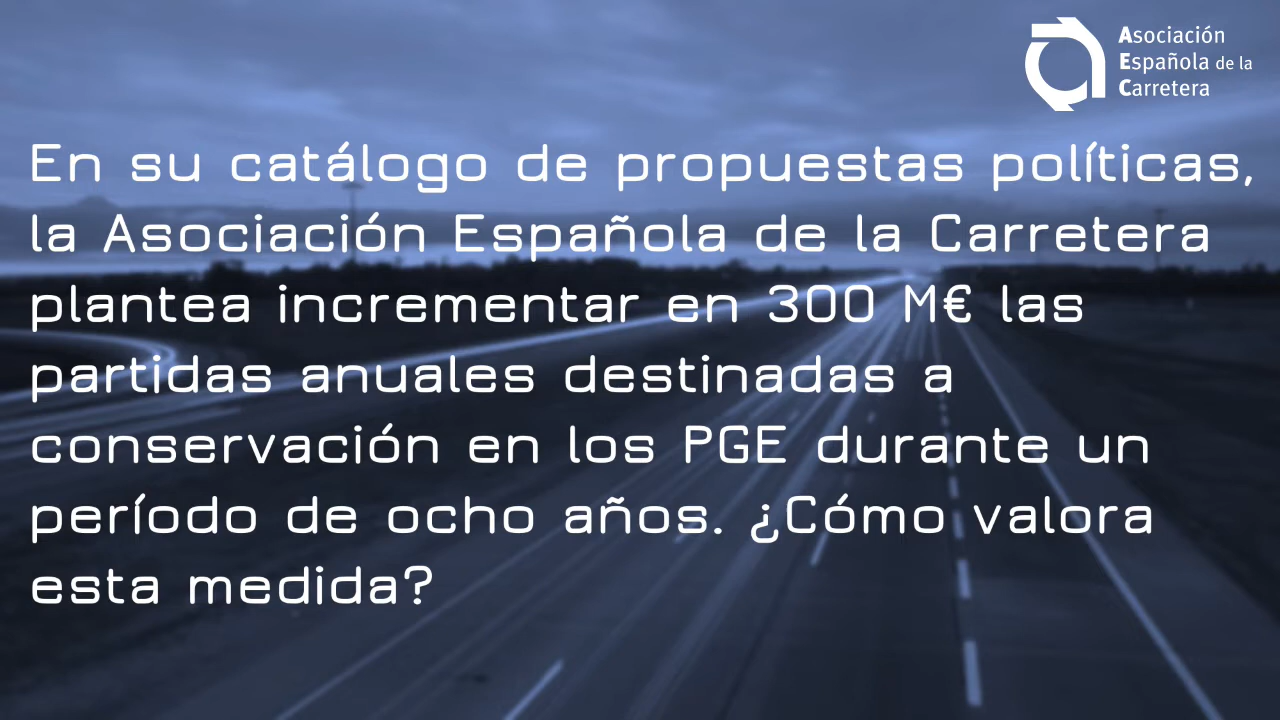 Asociación
Española de la
Carretera
En su catálogo de propuestas políticas,
la Asociación Española de la Carretera
plantea incrementar en 300 M€ las
partidas anuales destinadas a
conservación en los PGE durante un
período de ocho años. ¿Cómo valora
esta medida?